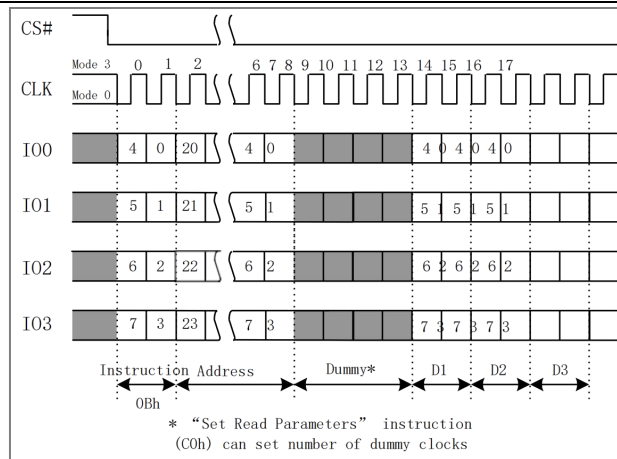 CS#
Mode 3 0 1 2 6 7 8 9 10 11 12 13 14 15 16 17
CLK
Mode 0
IO0 4 0 20 4 0 4 0 4 0 4 0
IO1 5 1 21 5 1 5 1 5 1 5 1
IO2 6 2 22 6 2 6 2 6 2 6 2
IO3 7 3 23 7 3 7 3 7 3 7 3
Instruction Address Dummy* D1 D2 D3
0Bh
* “Set Read Parameters” instruction
(C0h) can set number of dummy clocks